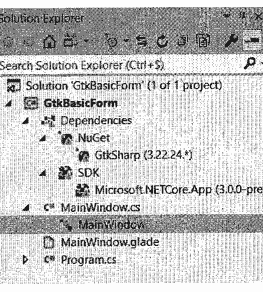 Solution Explorer
Search Solution Explorer (Ctrl+$)
Solution 'GtkBasicForm' (1 of 1 project)
GtkBasicForm
Dependencies
NuGet
GtkSharp (3.22.24.*)
SDK
Microsoft.NETCore.App (3.0.0-pre
C# MainWindow.cs
MainWindow
MainWindow.glade
C# Program.cs